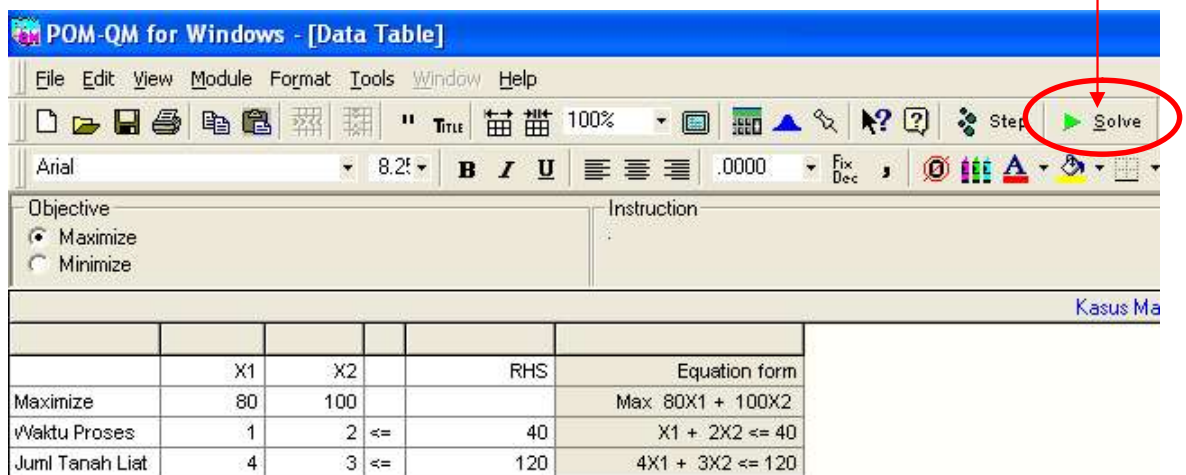 POM-QM for Windows - [Data Table]
File Edit View Module Format Tools Window Help
" TITLE 100% Step Solve
Arial 8.2 B I U .0000 Fix Dec , A
Objective Instruction
Maximize
Minimize
Kasus Ma
X1 X2 RHS Equation form
Maximize 80 100 Max 80X1 + 100X2
Waktu Proses 1 2 <= 40 X1 + 2X2 <= 40
Juml Tanah Liat 4 3 <= 120 4X1 + 3X2 <= 120